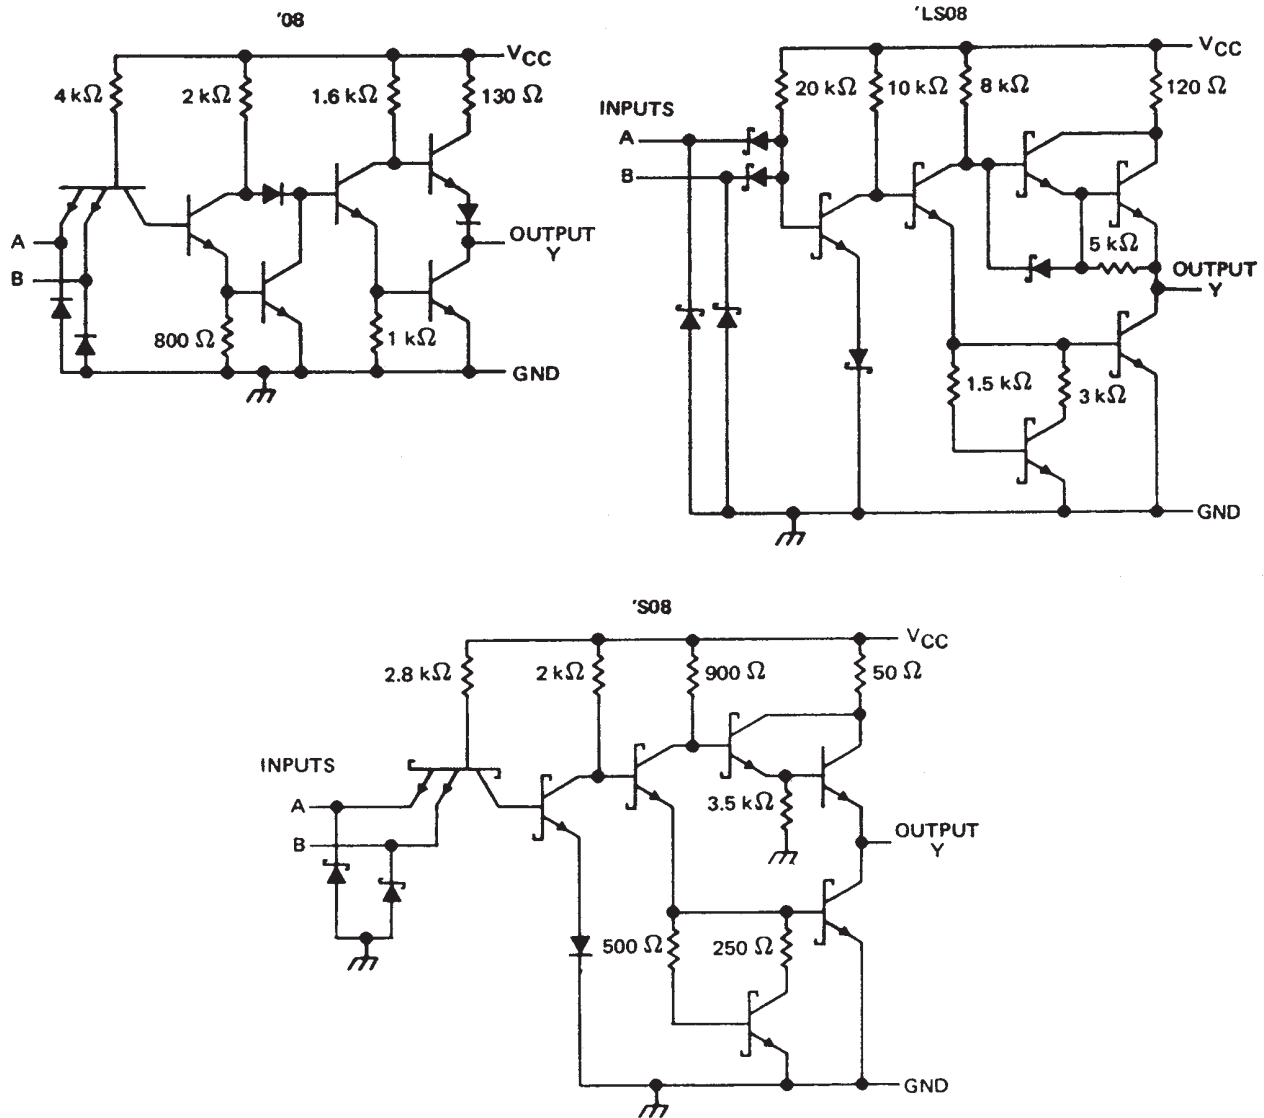 '08
VCC
4 kΩ
2 kΩ
1.6 kΩ
130 Ω
A
B
OUTPUT
Y
800 Ω
1 kΩ
GND
'LS08
VCC
20 kΩ
10 kΩ
8 kΩ
120 Ω
INPUTS
A
B
5 kΩ
OUTPUT
Y
1.5 kΩ
3 kΩ
GND
'S08
VCC
2.8 kΩ
2 kΩ
900 Ω
50 Ω
INPUTS
A
B
3.5 kΩ
OUTPUT
Y
500 Ω
250 Ω
GND